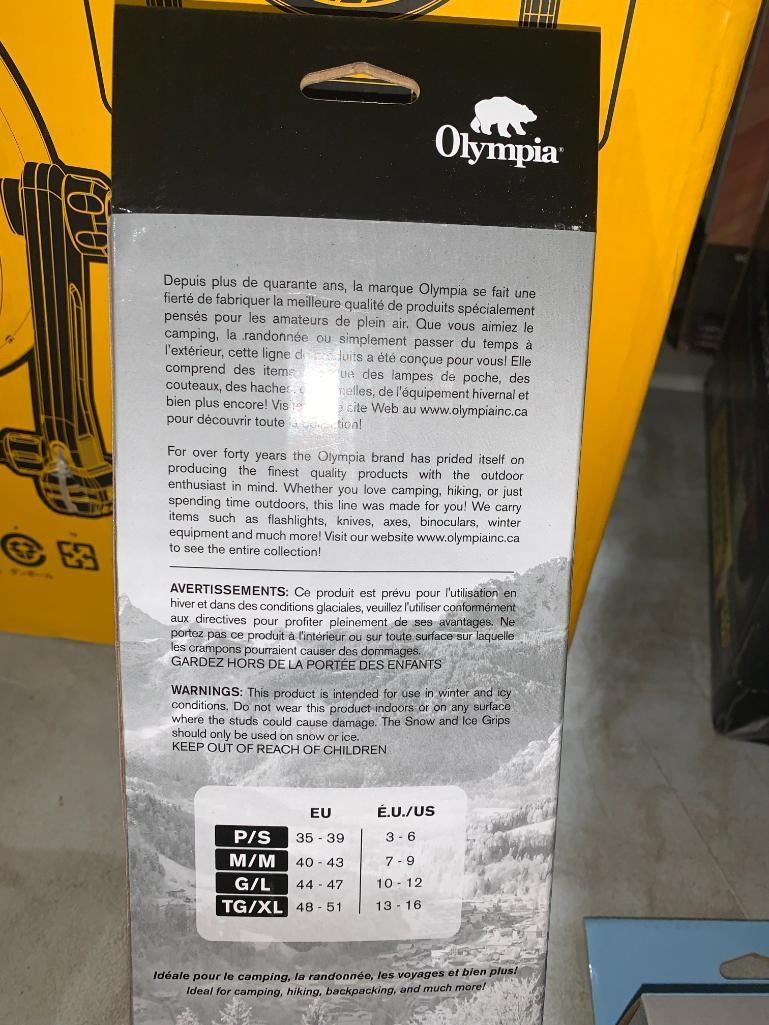 Olympia
Depuis plus de quarante ans, la marque Olympia se fait une
fierté de fabriquer la meilleure qualité de produits spécialement
pensés pour les amateurs de plein air. Que vous aimiez le
camping, la randonnée ou simplement passer du temps à
l'extérieur, cette ligne de produits a été conçue pour vous! Elle
comprend des items que des lampes de poche, des
couteaux, des haches, de l'équipement hivernal et
bien plus encore! site Web au www.olympiainc.ca
pour découvrir toute
For over forty years the Olympia brand has prided itself on
producing the finest quality products with the outdoor
enthusiast in mind. Whether you love camping, hiking, or just
spending time outdoors, this line was made for you! We carry
items such as flashlights, knives, axes, binoculars, winter
equipment and much more! Visit our website www.olympiainc.ca
to see the entire collection!
AVERTISSEMENTS: Ce produit est prévu pour l'utilisation en
hiver et dans des conditions glaciales, veuillez l'utiliser conformément
aux directives pour profiter pleinement de ses avantages. Ne
portez pas ce produit à l'intérieur ou sur toute surface sur laquelle
les crampons pourraient causer des dommages.
GARDEZ HORS DE LA PORTÉE DES ENFANTS
WARNINGS: This product is intended for use in winter and icy
conditions. Do not wear this product indoors or on any surface
where the studs could cause damage. The Snow and Ice Grips
should only be used on snow or ice.
KEEP OUT OF REACH OF CHILDREN
EU É.U./US
P/S 35 - 39 3 - 6
M/M 40 - 43 7 - 9
G/L 44 - 47 10 - 12
TG/XL 48 - 51 13 - 16
Idéale pour le camping, la randonnée, les voyages et bien plus!
Ideal for camping, hiking, backpacking, and much more!